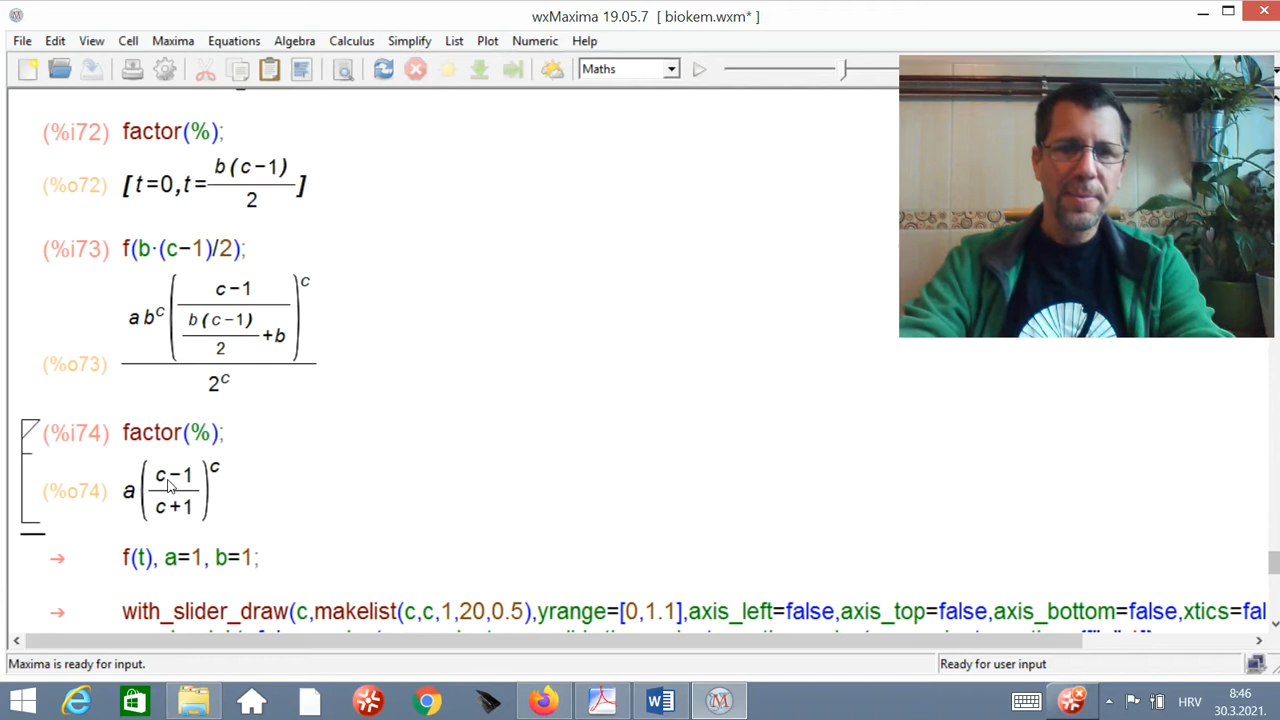 wxMaxima 19.05.7 [ biokem.wxm* ]
File Edit View Cell Maxima Equations Algebra Calculus Simplify List Plot Numeric Help
Maths
(%i72) factor(%);
(%o72) [t=0,t=b(c−1)/2]
(%i73) f(b·(c−1)/2);
(%o73) a b^c ((c−1)/(b(c−1)/2+b))^c/2^c
(%i74) factor(%);
(%o74) a((c−1)/(c+1))^c
f(t), a=1, b=1;
with_slider_draw(c,makelist(c,c,1,20,0.5),yrange=[0,1.1],axis_left=false,axis_top=false,axis_bottom=false,xtics=fal
Maxima is ready for input. Ready for user input
HRV 8:46
30.3.2021.